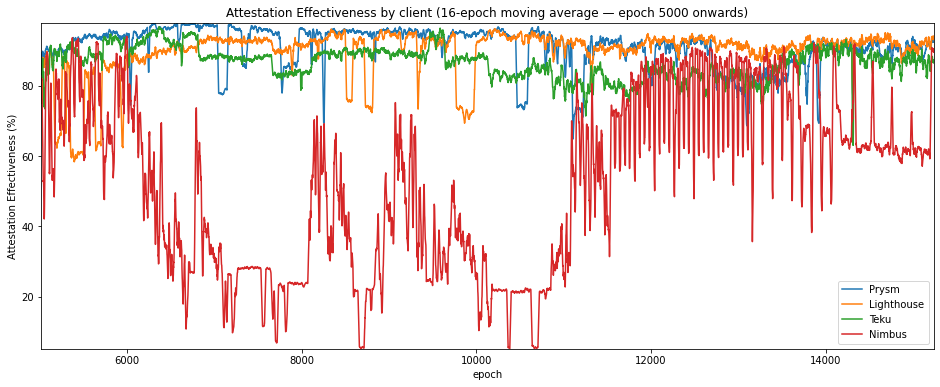 Attestation Effectiveness by client (16-epoch moving average — epoch 5000 onwards)
Attestation Effectiveness (%)
80
60
40
20
6000
8000
10000
12000
14000
epoch
Prysm
Lighthouse
Teku
Nimbus